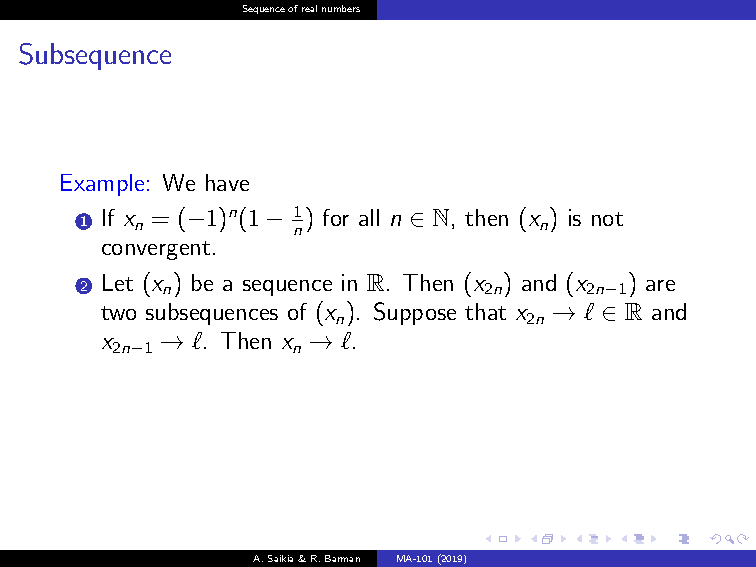 Sequence of real numbers
Subsequence
Example: We have
1 If xₙ = (−1)ⁿ(1 − 1/n) for all n ∈ ℕ, then (xₙ) is not
convergent.
2 Let (xₙ) be a sequence in ℝ. Then (x₂ₙ) and (x₂ₙ₋₁) are
two subsequences of (xₙ). Suppose that x₂ₙ → ℓ ∈ ℝ and
x₂ₙ₋₁ → ℓ. Then xₙ → ℓ.
A. Saikia & R. Barman MA-101 (2019)